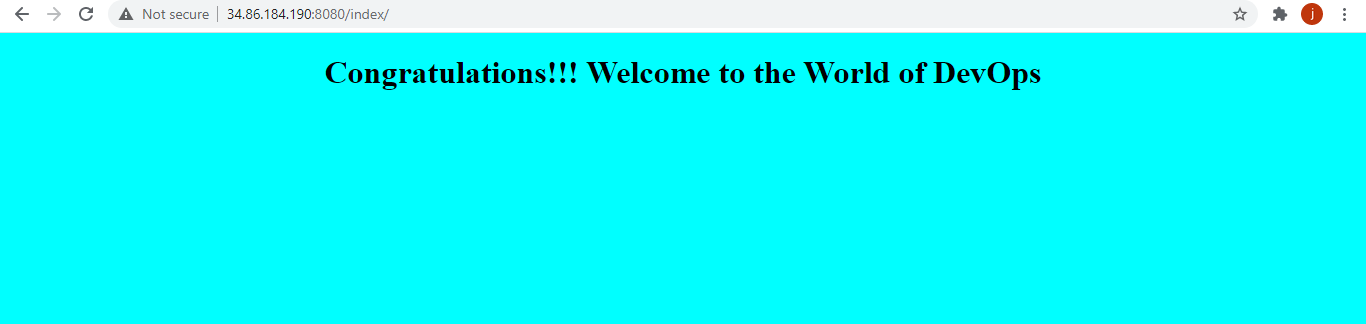 Not secure 34.86.184.190:8080/index/ j
Congratulations!!! Welcome to the World of DevOps